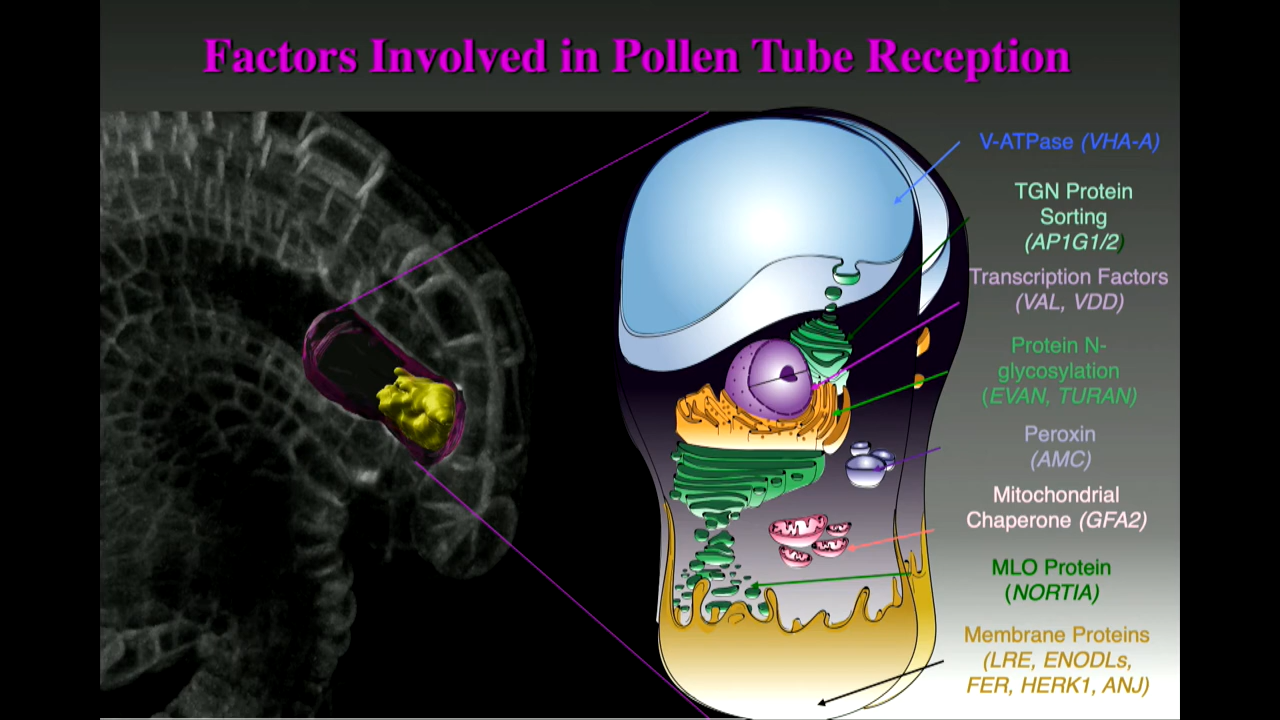 Factors Involved in Pollen Tube Reception
V-ATPase (VHA-A)
TGN Protein
Sorting
(AP1G1/2)
Transcription Factors
(VAL, VDD)
Protein N-
glycosylation
(EVAN, TURAN)
Peroxin
(AMC)
Mitochondrial
Chaperone (GFA2)
MLO Protein
(NORTIA)
Membrane Proteins
(LRE, ENODLs,
FER, HERK1, ANJ)